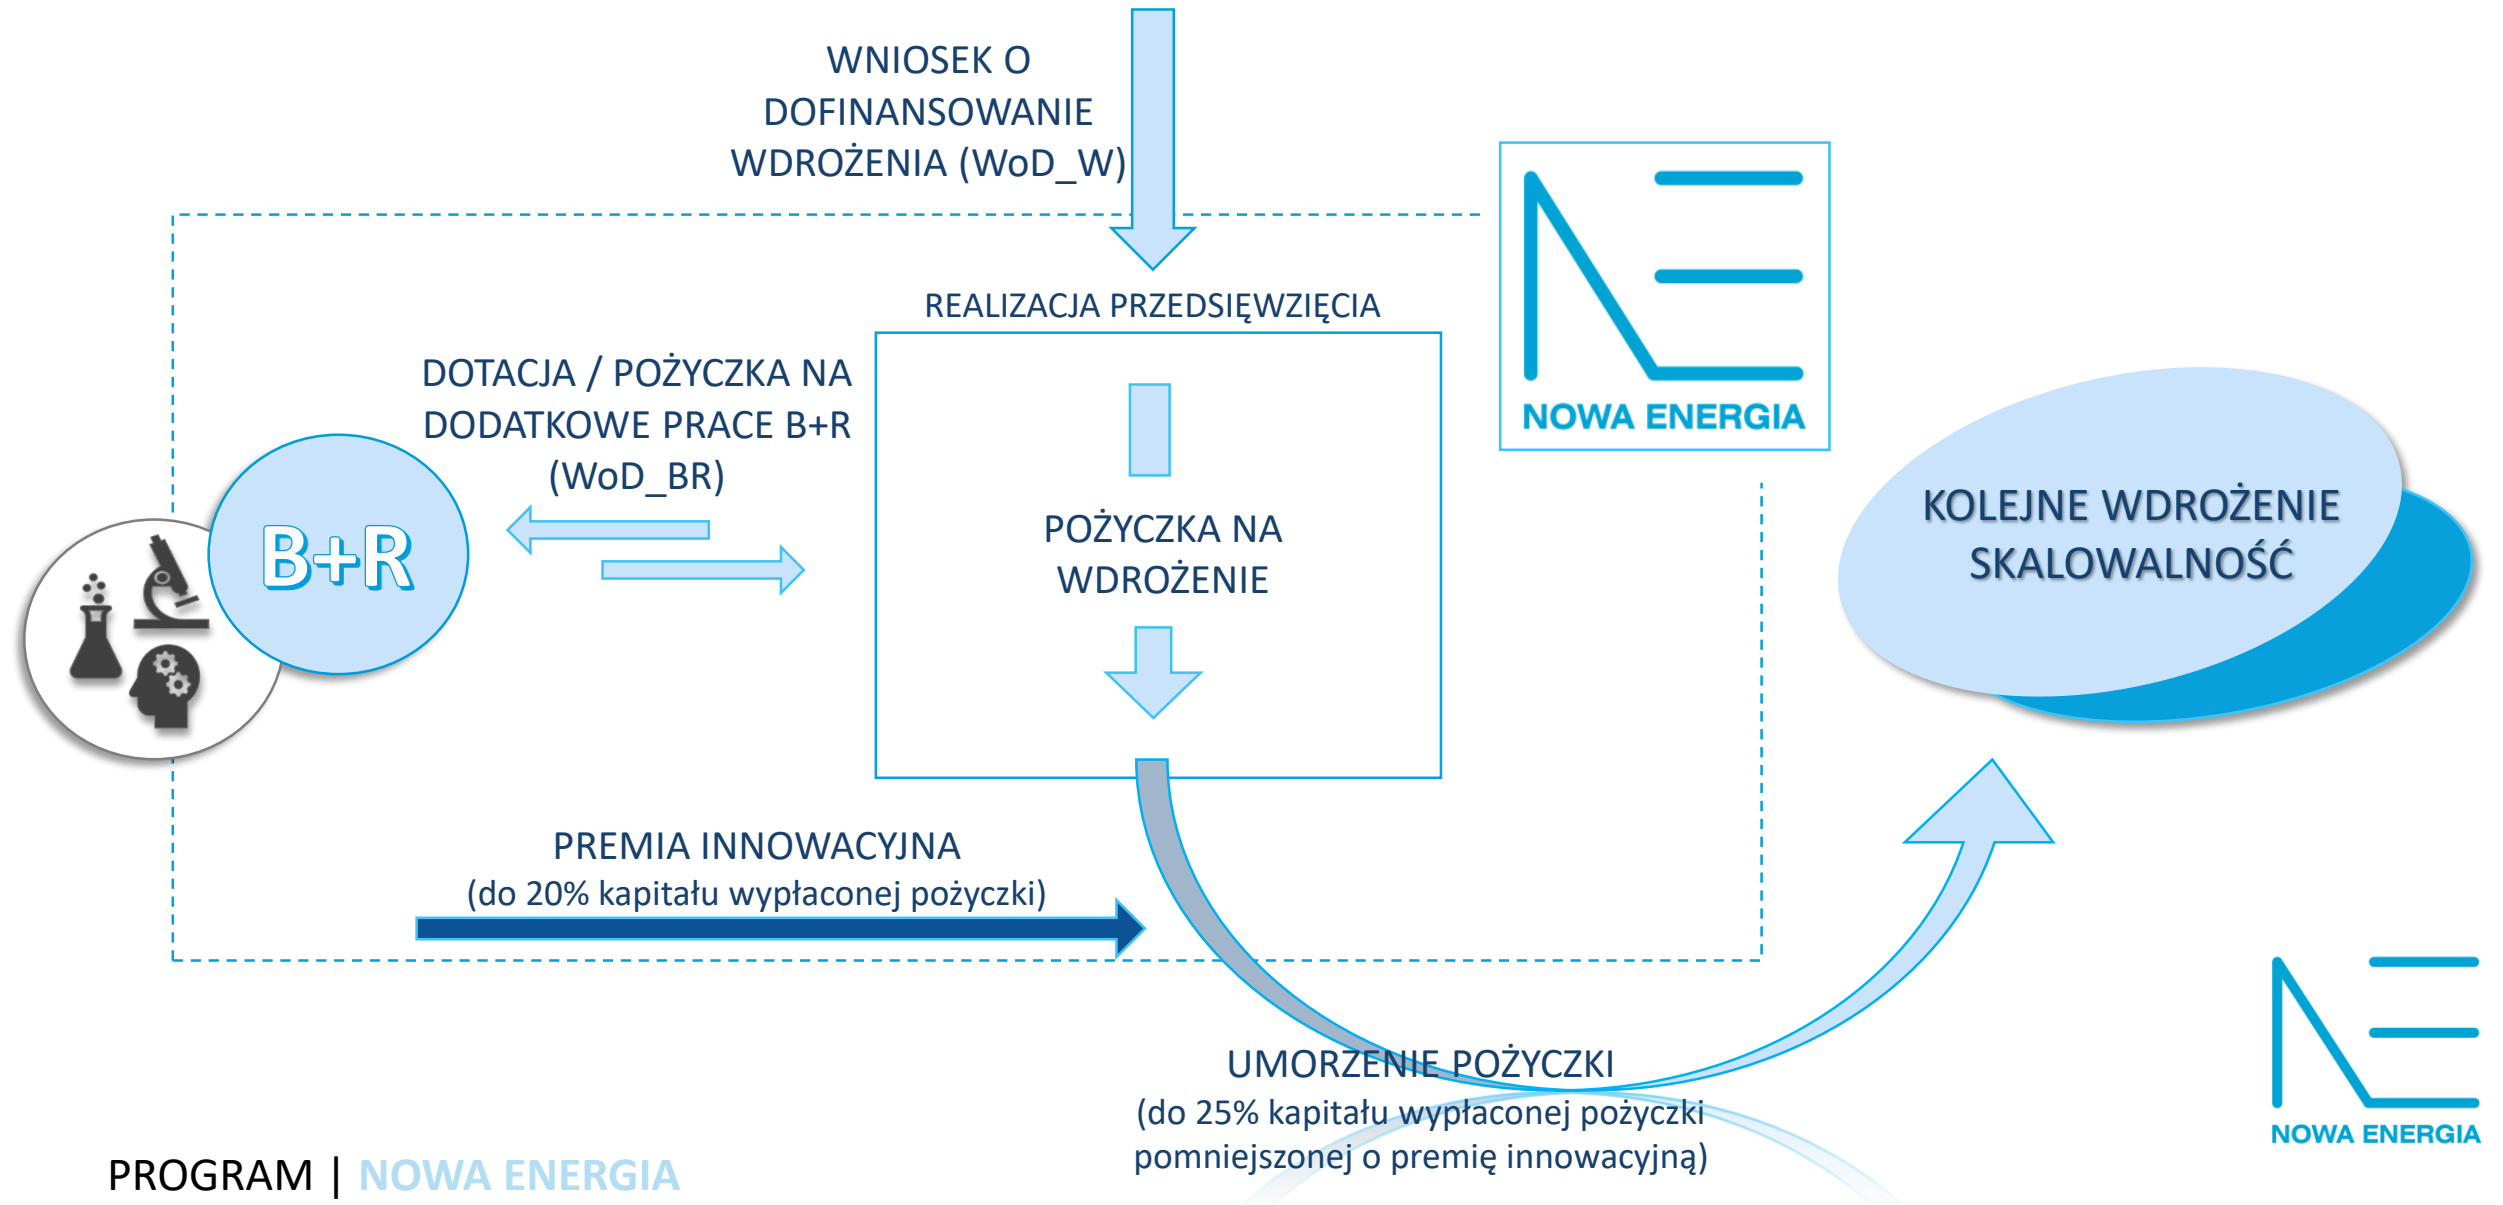 WNIOSEK O
DOFINANSOWANIE
WDROŻENIA (WoD_W)
REALIZACJA PRZEDSIĘWZIĘCIA
NOWA ENERGIA
DOTACJA / POŻYCZKA NA
DODATKOWE PRACE B+R
(WoD_BR)
B+R
POŻYCZKA NA
WDROŻENIE
KOLEJNE WDROŻENIE
SKALOWALNOŚĆ
PREMIA INNOWACYJNA
(do 20% kapitału wypłaconej pożyczki)
UMORZENIE POŻYCZKI
(do 25% kapitału wypłaconej pożyczki
pomniejszonej o premię innowacyjną)
NOWA ENERGIA
PROGRAM | NOWA ENERGIA